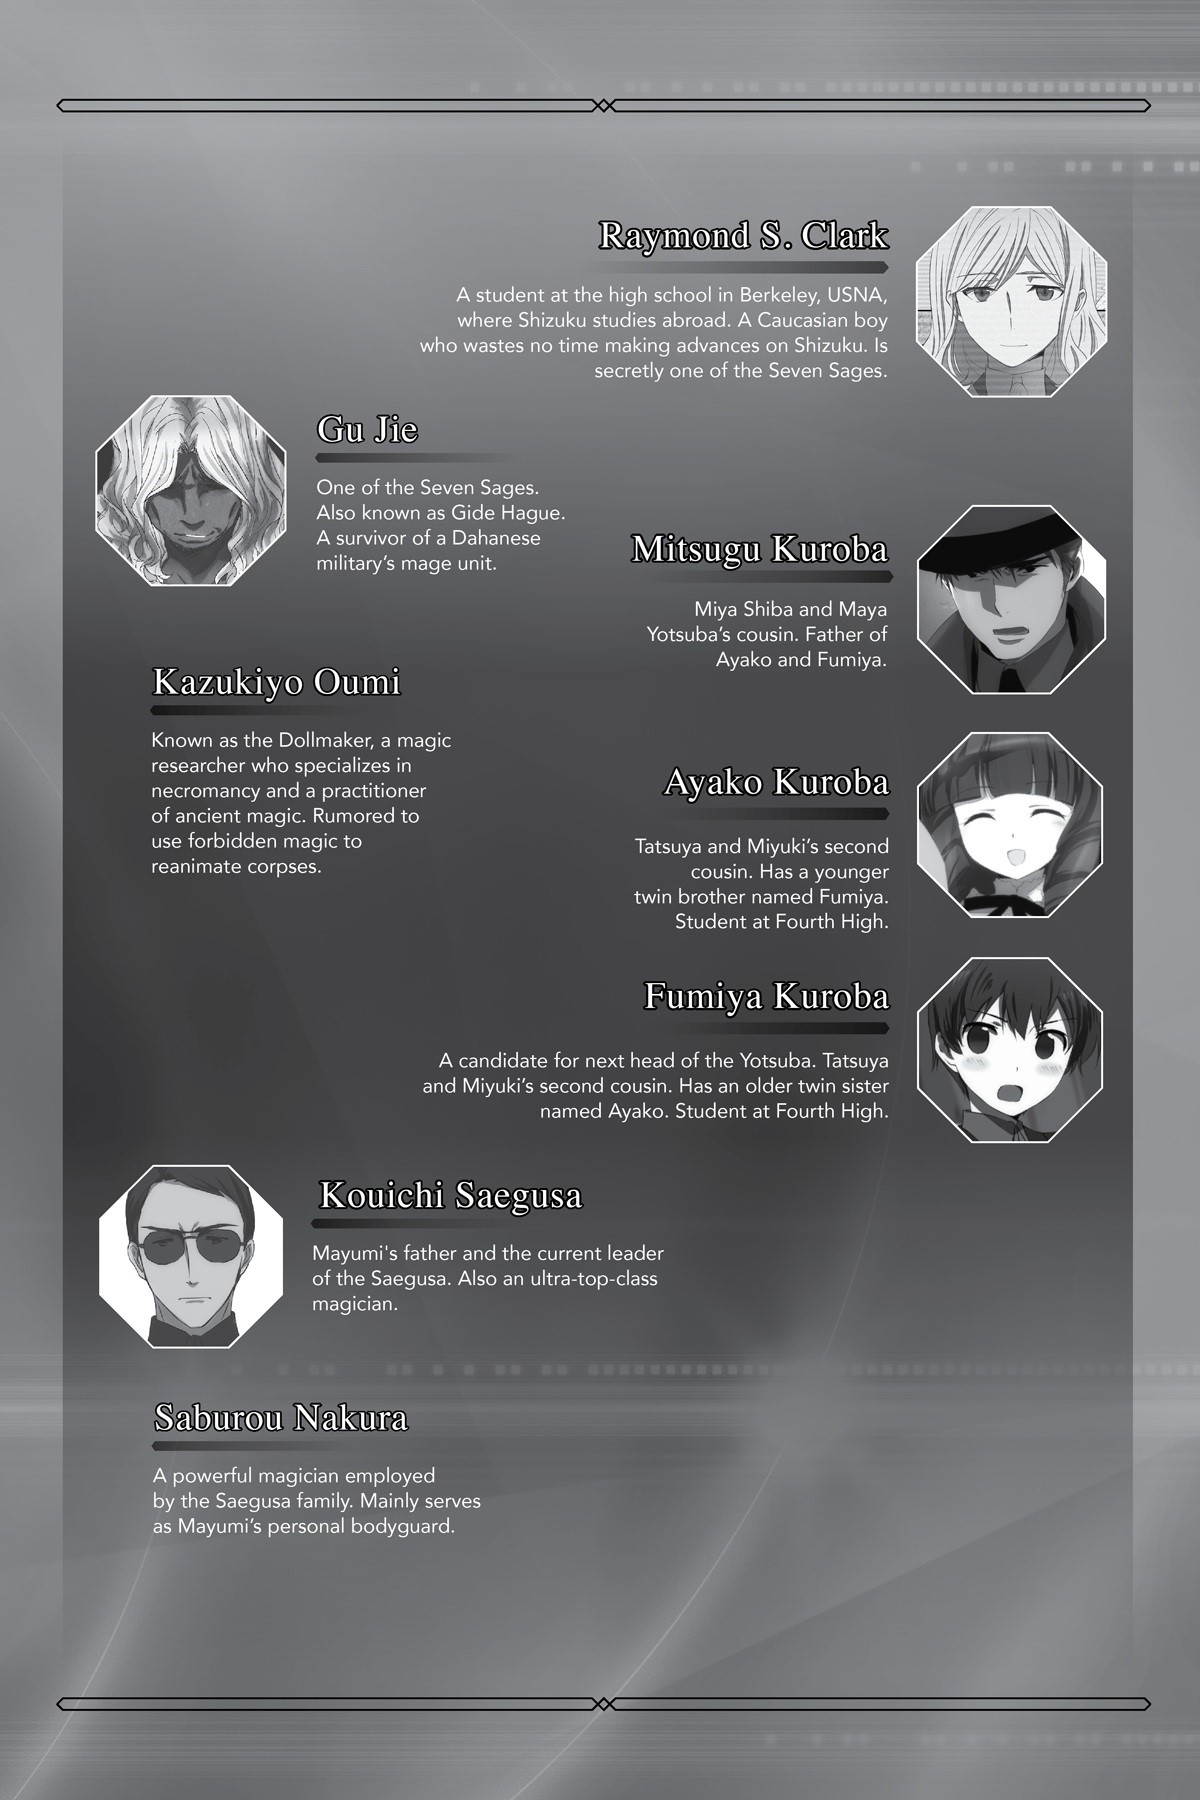 Raymond S. Clark
A student at the high school in Berkeley, USNA,
where Shizuku studies abroad. A Caucasian boy
who wastes no time making advances on Shizuku. Is
secretly one of the Seven Sages.
Gu Jie
One of the Seven Sages.
Also known as Gide Hague.
A survivor of a Dahanese
military’s mage unit.
Mitsugu Kuroba
Miya Shiba and Maya
Yotsuba’s cousin. Father of
Ayako and Fumiya.
Kazukiyo Oumi
Known as the Dollmaker, a magic
researcher who specializes in
necromancy and a practitioner
of ancient magic. Rumored to
use forbidden magic to
reanimate corpses.
Ayako Kuroba
Tatsuya and Miyuki’s second
cousin. Has a younger
twin brother named Fumiya.
Student at Fourth High.
Fumiya Kuroba
A candidate for next head of the Yotsuba. Tatsuya
and Miyuki’s second cousin. Has an older twin sister
named Ayako. Student at Fourth High.
Kouichi Saegusa
Mayumi's father and the current leader
of the Saegusa. Also an ultra-top-class
magician.
Saburou Nakura
A powerful magician employed
by the Saegusa family. Mainly serves
as Mayumi’s personal bodyguard.